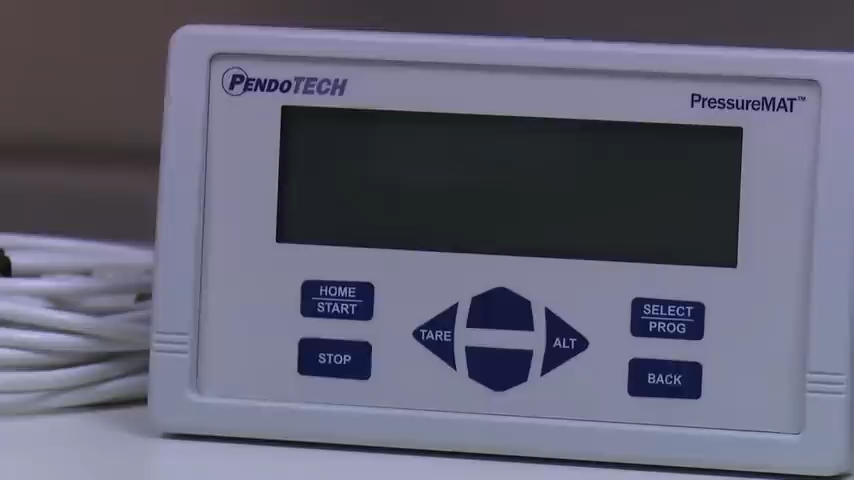 PENDOTECH
PressureMAT™
HOME
START
STOP
TARE
ALT
SELECT
PROG
BACK